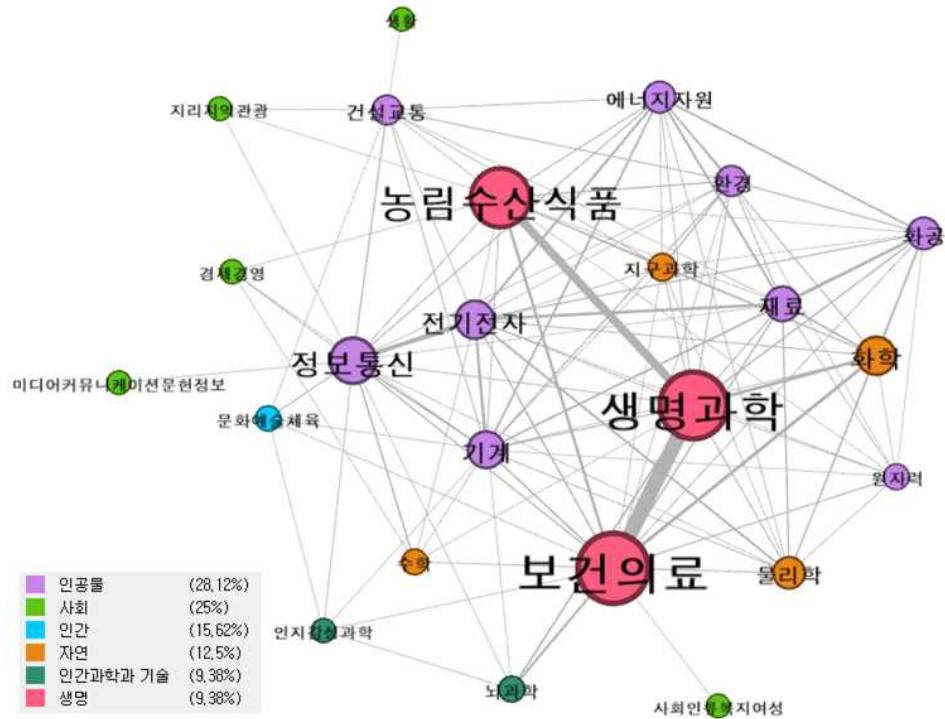 생활
지리지역관광
건설교통
에너지자원
환경
농림수산식품
화공
지구과학
경제경영
재료
전기전자
정보통신
화학
미디어커뮤니케이션문헌정보
생명과학
문화예술체육
기계
원자력
수학
보건의료
물리학
인지감성과학
뇌과학
사회인류복지여성
인공물 (28,12%)
사회 (25%)
인간 (15,62%)
자연 (12,5%)
인간과학과 기술 (9,38%)
생명 (9,38%)